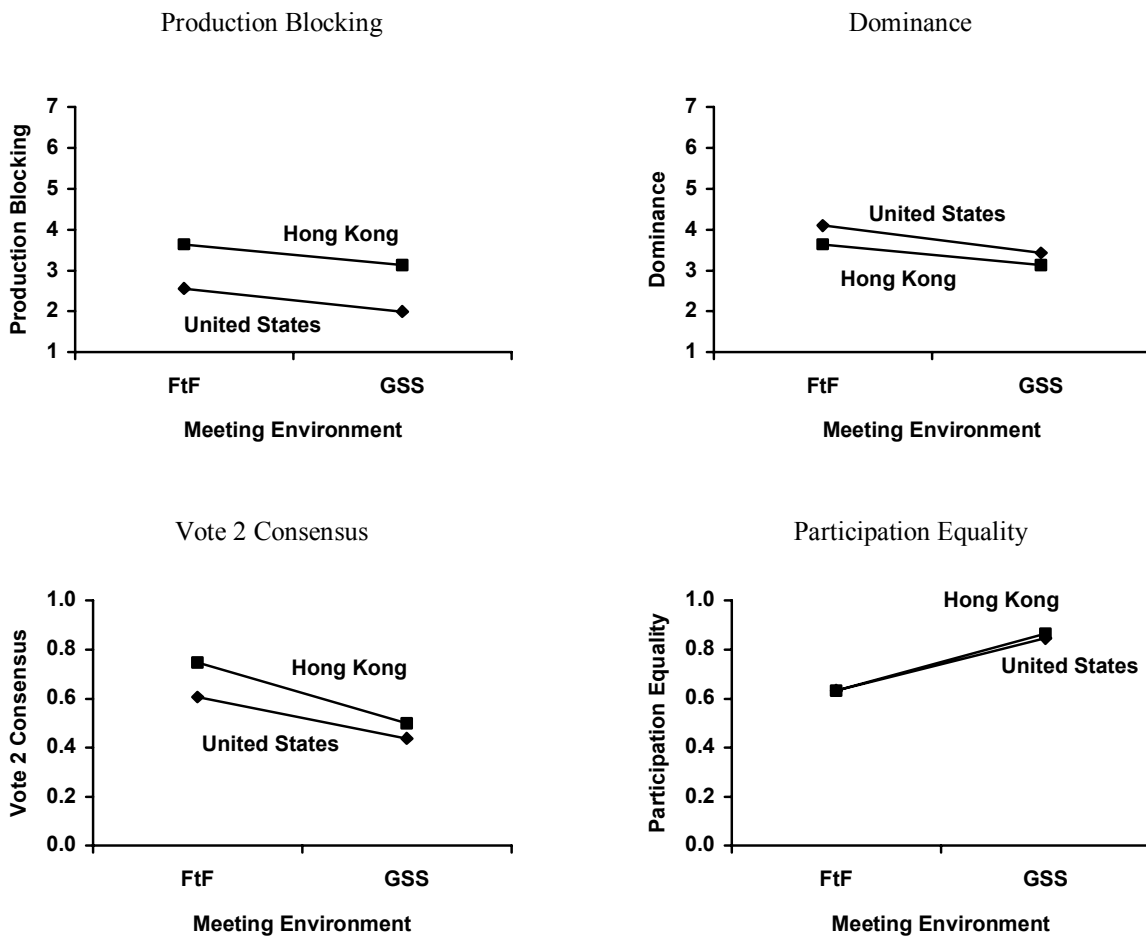 Production Blocking
Production Blocking
7
6
5
4
3
2
1
Hong Kong
United States
FtF GSS
Meeting Environment
Dominance
Dominance
7
6
5
4
3
2
1
United States
Hong Kong
FtF GSS
Meeting Environment
Vote 2 Consensus
Vote 2 Consensus
1.0
0.8
0.6
0.4
0.2
0.0
Hong Kong
United States
FtF GSS
Meeting Environment
Participation Equality
Participation Equality
1.0
0.8
0.6
0.4
0.2
0.0
Hong Kong
United States
FtF GSS
Meeting Environment